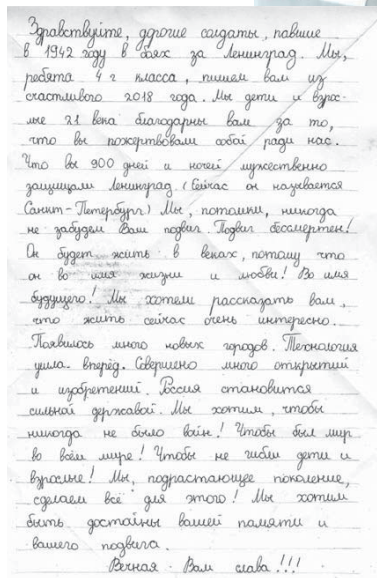 Здравствуйте, дорогие солдаты, павшие
в 1942 году в боях за Ленинград. Мы,
ребята 4 г класса, пишем вам из
счастливого 2018 года. Мы дети и взрос-
лые 21 века благодарны вам за то,
что вы пожертвовали собой ради нас.
Что вы 900 дней и ночей мужественно
защищали Ленинград. (Сейчас он называется
Санкт-Петербург) Мы, потомки, никогда
не забудем Вам подвиг. Подвиг бессмертен!
Он будет жить в веках, потому что
он во имя жизни и любви! Во имя
будущего! Мы хотем рассказать вам,
что жить сейчас очень интересно.
Появилось много новых городов. Технология
ушла вперёд. Совершено много открытий
и изобретений. Россия становится
сильной державой. Мы хотим, чтобы
никогда не было войн! Чтобы был мир
во всём мире! Чтобы не гибли дети и
взрослые! Мы, подрастающее поколение,
сделаем всё для этого! Мы хотим
быть достойны вашей памяти и
вашего подвига.
Вечная Вам слава!!!